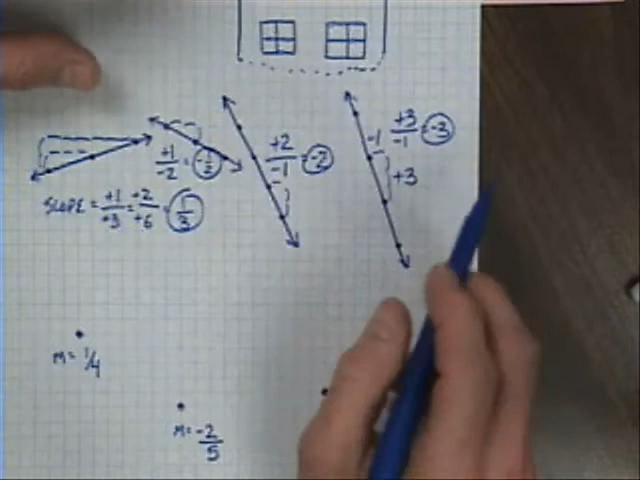 SLOPE = +1/+3 = +2/+6 = 1/3
+1/-2 = -1/2
+2/-1 = -2
+3/-1 = -3
-1
+3
M = 1/4
M = -2/5